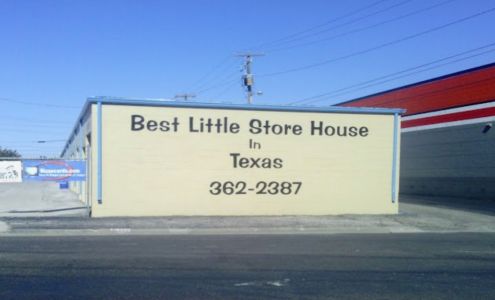 Best Little Store House
In
Texas
362-2387